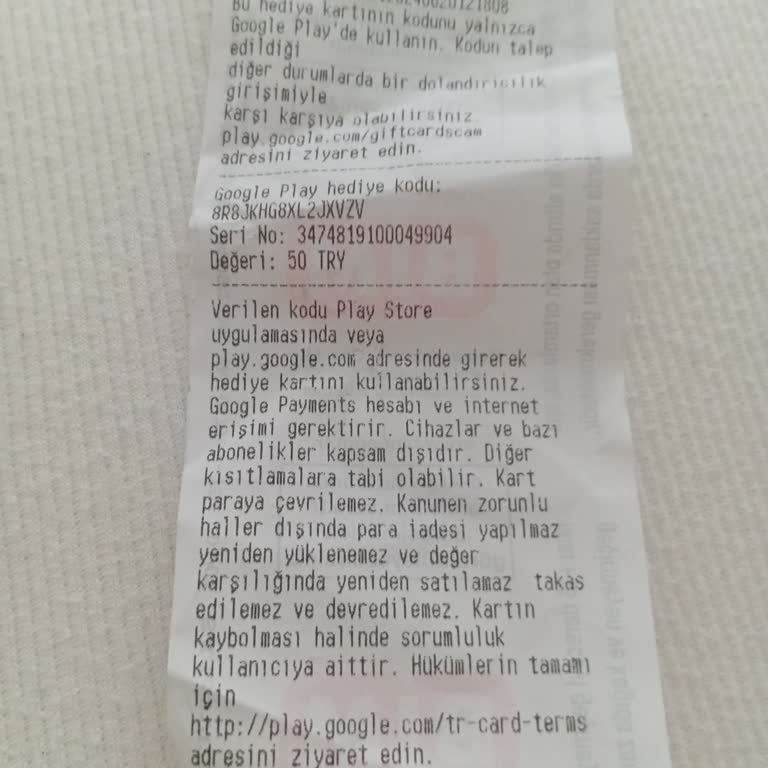 Bu hediye kartının kodunu yalnızca
Google Play'de kullanın. Kodun talep
edildiği
diğer durumlarda bir dolandırıcılık
girişimiyle
karşı karşıya olabilirsiniz
play.google.com/giftcardscam
adresini ziyaret edin.
Google Play hediye kodu:
8R8JKHG8XL2JXVZV
Seri No: 3474819100049904
Değeri: 50 TRY
Verilen kodu Play Store
uygulamasında veya
play.google.com adresinde girerek
hediye kartını kullanabilirsiniz.
Google Payments hesabı ve internet
erişimi gerektirir. Cihazlar ve bazı
abonelikler kapsam dışıdır. Diğer
kısıtlamalara tabi olabilir. Kart
paraya çevrilemez. Kanunen zorunlu
haller dışında para iadesi yapılmaz
yeniden yüklenemez ve değer
karşılığında yeniden satılamaz takas
edilemez ve devredilemez. Kartın
kaybolması halinde sorumluluk
kullanıcıya aittir. Hükümlerin tamamı
için
http://play.google.com/tr-card-terms
adresini ziyaret edin.